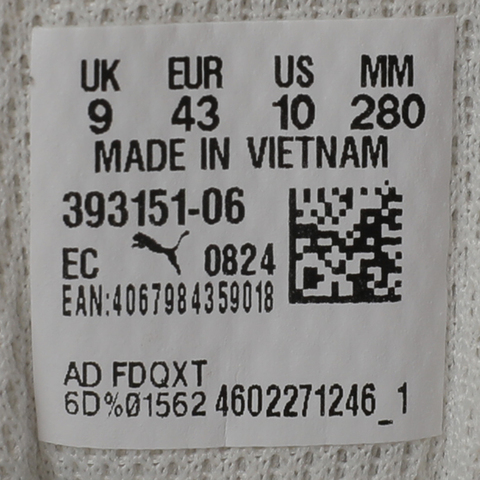 UK EUR US MM
9 43 10 280
MADE IN VIETNAM
393151-06
EC 0824
EAN:4067984359018
AD FDQXT
6D%01562 4602271246_1